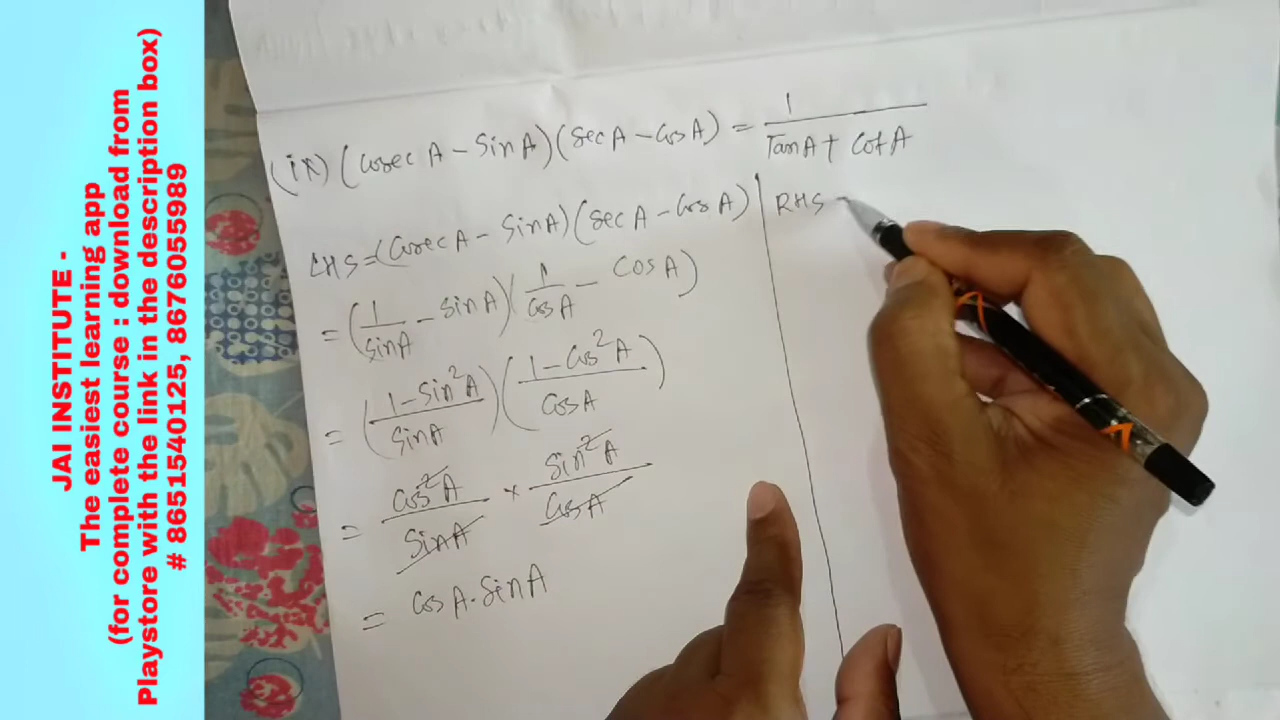 JAI INSTITUTE -
The easiest learning app
(for complete course : download from
Playstore with the link in the description box)
# 8651540125, 8676055989
(ix) (Cosec A - Sin A) (Sec A - Cos A) = 1 / (Tan A + Cot A)
LHS = (Cosec A - Sin A) (Sec A - Cos A)
= (1/Sin A - Sin A) (1/Cos A - Cos A)
= ((1 - Sin²A)/Sin A) ((1 - Cos²A)/Cos A)
= Cos²A/Sin A × Sin²A/Cos A
= Cos A . Sin A
RHS -